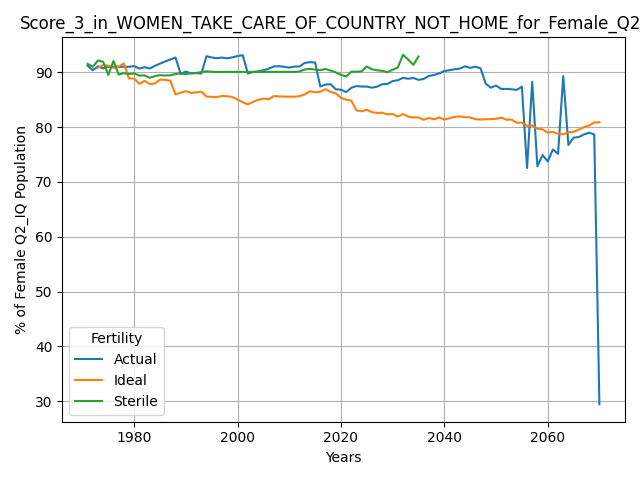 Score_3_in_WOMEN_TAKE_CARE_OF_COUNTRY_NOT_HOME_for_Female_Q2
% of Female Q2_IQ Population
90
80
70
60
50
40
30
Fertility
Actual
Ideal
Sterile
1980
2000
2020
2040
2060
Years